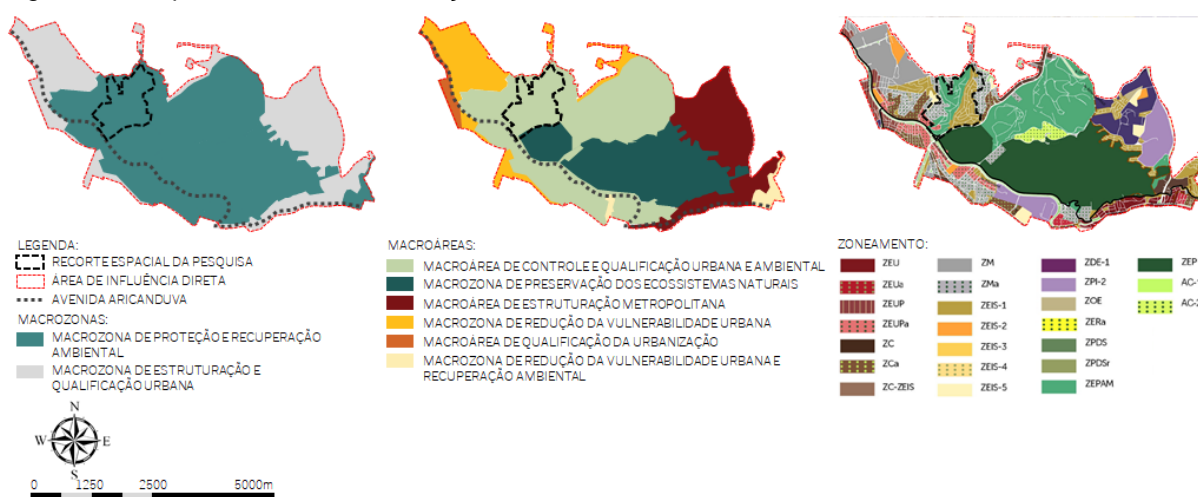 LEGENDA:
RECORTE ESPACIAL DA PESQUISA
ÁREA DE INFLUÊNCIA DIRETA
AVENIDA ARICANDUVA
MACROZONAS:
MACROZONA DE PROTEÇÃO E RECUPERAÇÃO
AMBIENTAL
MACROZONA DE ESTRUTURAÇÃO E
QUALIFICAÇÃO URBANA
N
W E
S
0 1250 2500 5000m
MACROÁREAS:
MACROÁREA DE CONTROLE E QUALIFICAÇÃO URBANA E AMBIENTAL
MACROZONA DE PRESERVAÇÃO DOS ECOSSISTEMAS NATURAIS
MACROÁREA DE ESTRUTURAÇÃO METROPOLITANA
MACROZONA DE REDUÇÃO DA VULNERABILIDADE URBANA
MACROÁREA DE QUALIFICAÇÃO DA URBANIZAÇÃO
MACROZONA DE REDUÇÃO DA VULNERABILIDADE URBANA E
RECUPERAÇÃO AMBIENTAL
ZONEAMENTO:
ZEU
ZEUa
ZEUP
ZEUPa
ZC
ZCa
ZC-ZEIS
ZM
ZMa
ZEIS-1
ZEIS-2
ZEIS-3
ZEIS-4
ZEIS-5
ZDE-1
ZPI-2
ZOE
ZERa
ZPDS
ZPDSr
ZEPAM
ZEP